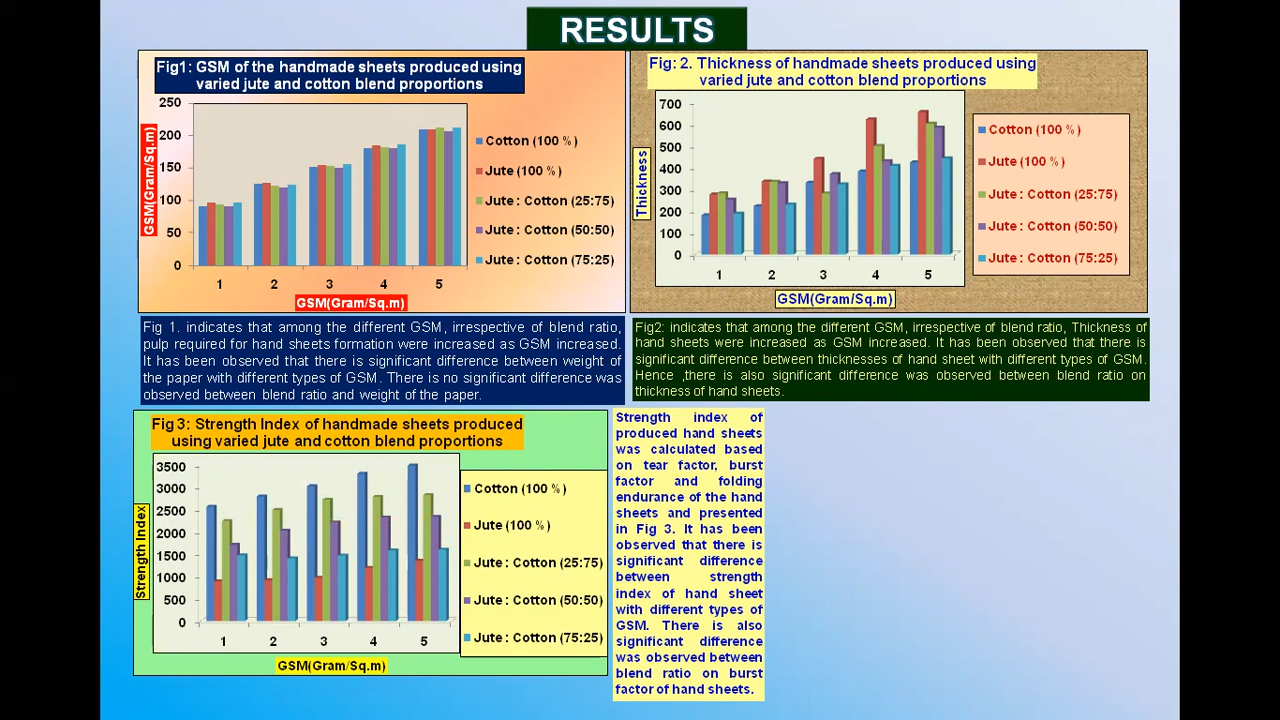 RESULTS
Fig1: GSM of the handmade sheets produced using
varied jute and cotton blend proportions
250
200
150
100
50
0
GSM(Gram/Sq.m)
1 2 3 4 5
GSM(Gram/Sq.m)
Cotton (100 %)
Jute (100 %)
Jute : Cotton (25:75)
Jute : Cotton (50:50)
Jute : Cotton (75:25)
Fig: 2. Thickness of handmade sheets produced using
varied jute and cotton blend proportions
700
600
500
400
300
200
100
0
Thickness
1 2 3 4 5
GSM(Gram/Sq.m)
Cotton (100 %)
Jute (100 %)
Jute : Cotton (25:75)
Jute : Cotton (50:50)
Jute : Cotton (75:25)
Fig 1. indicates that among the different GSM, irrespective of blend ratio,
pulp required for hand sheets formation were increased as GSM increased.
It has been observed that there is significant difference between weight of
the paper with different types of GSM. There is no significant difference was
observed between blend ratio and weight of the paper.
Fig2: indicates that among the different GSM, irrespective of blend ratio, Thickness of
hand sheets were increased as GSM increased. It has been observed that there is
significant difference between thicknesses of hand sheet with different types of GSM.
Hence ,there is also significant difference was observed between blend ratio on
thickness of hand sheets.
Fig 3: Strength Index of handmade sheets produced
using varied jute and cotton blend proportions
3500
3000
2500
2000
1500
1000
500
0
Strength Index
1 2 3 4 5
GSM(Gram/Sq.m)
Cotton (100 %)
Jute (100 %)
Jute : Cotton (25:75)
Jute : Cotton (50:50)
Jute : Cotton (75:25)
Strength index of
produced hand sheets
was calculated based
on tear factor, burst
factor and folding
endurance of the hand
sheets and presented
in Fig 3. It has been
observed that there is
significant difference
between strength
index of hand sheet
with different types of
GSM. There is also
significant difference
was observed between
blend ratio on burst
factor of hand sheets.